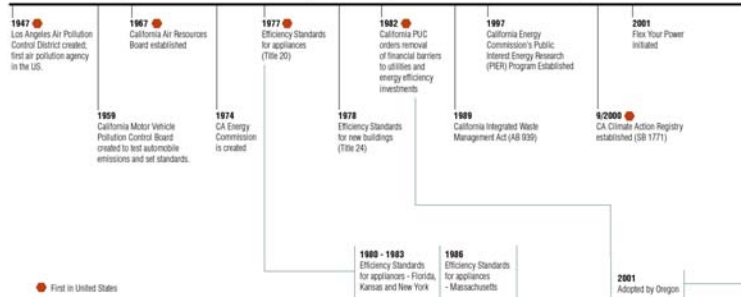 1947
Los Angeles Air Pollution
Control District created;
first air pollution agency
in the US.
1967
California Air Resources
Board established
1977
Efficiency Standards
for appliances
(Title 20)
1982
California PUC
orders removal
of financial barriers
to utilities and
energy efficiency
investments
1997
California Energy
Commission's Public
Interest Energy Research
(PIER) Program Established
2001
Flex Your Power
initiated
1959
California Motor Vehicle
Pollution Control Board
created to test automobile
emissions and set standards.
1974
CA Energy
Commission
is created
1978
Efficiency Standards
for new buildings
(Title 24)
1989
California Integrated Waste
Management Act (AB 939)
9/2000
CA Climate Action Registry
established (SB 1771)
1980 - 1983
Efficiency Standards
for appliances - Florida,
Kansas and New York
1986
Efficiency Standards
for appliances
- Massachusetts
2001
Adopted by Oregon
First in United States